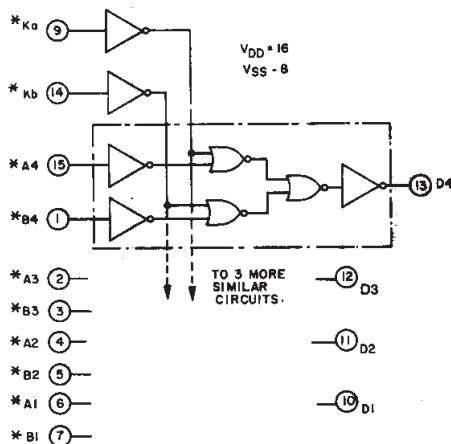 *Ka 9
VDD = 16
VSS - 8
*Kb 14
*A4 15
13 D4
*B4 1
TO 3 MORE
SIMILAR
CIRCUITS.
*A3 2
12 D3
*B3 3
*A2 4
11 D2
*B2 5
*A1 6
10 D1
*B1 7